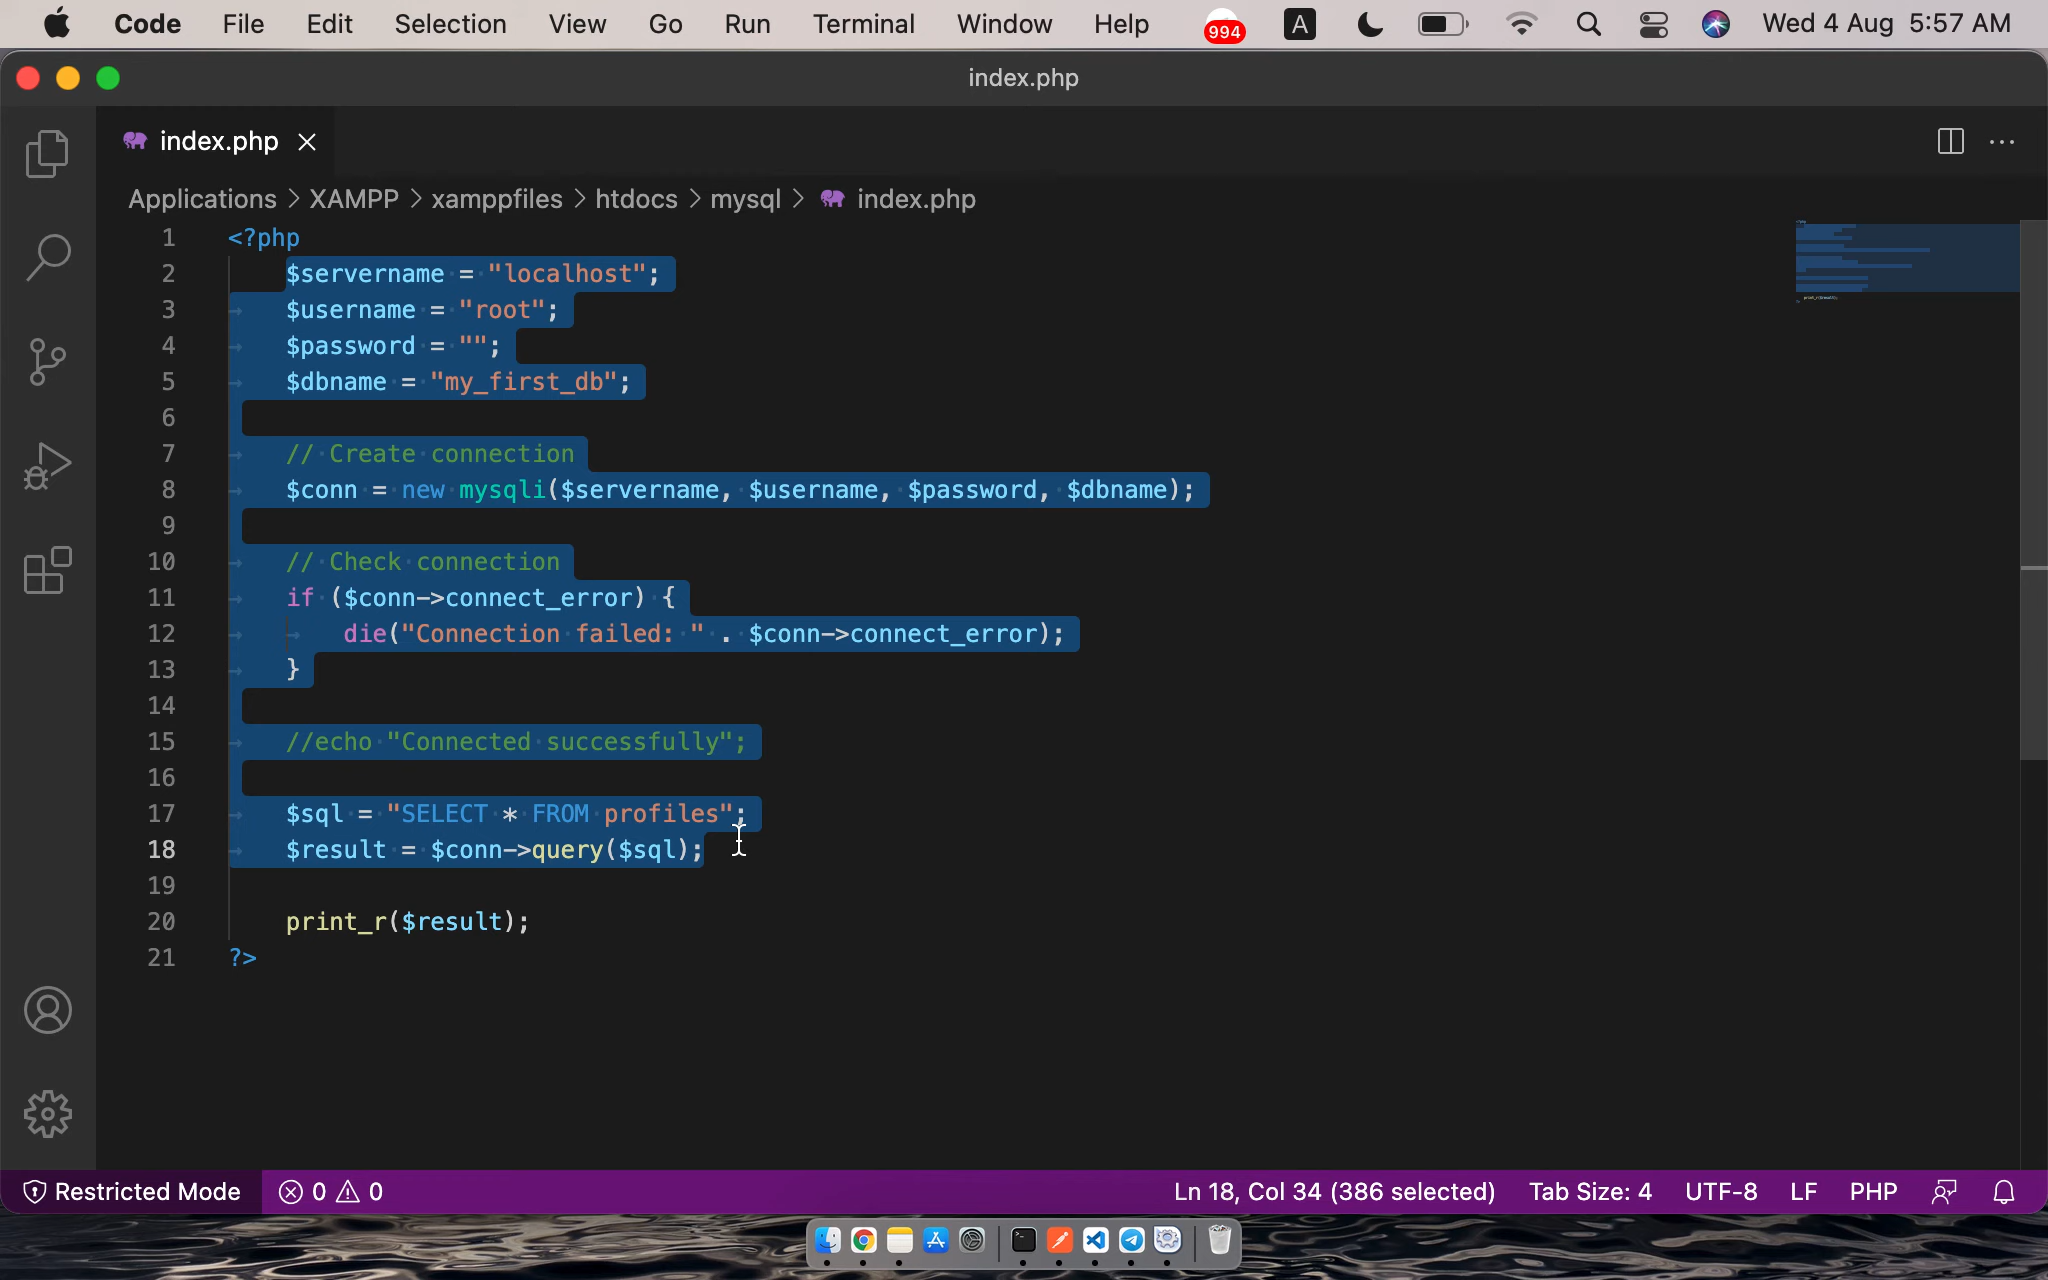 Code File Edit Selection View Go Run Terminal Window Help 994 A Wed 4 Aug 5:57 AM
index.php
index.php
Applications > XAMPP > xamppfiles > htdocs > mysql > index.php
1 <?php
2 $servername = "localhost";
3 $username = "root";
4 $password = "";
5 $dbname = "my_first_db";
6
7 // Create connection
8 $conn = new mysqli($servername, $username, $password, $dbname);
9
10 // Check connection
11 if ($conn->connect_error) {
12 die("Connection failed: " . $conn->connect_error);
13 }
14
15 //echo "Connected successfully";
16
17 $sql = "SELECT * FROM profiles";
18 $result = $conn->query($sql);
19
20 print_r($result);
21 ?>
Restricted Mode 0 0 Ln 18, Col 34 (386 selected) Tab Size: 4 UTF-8 LF PHP